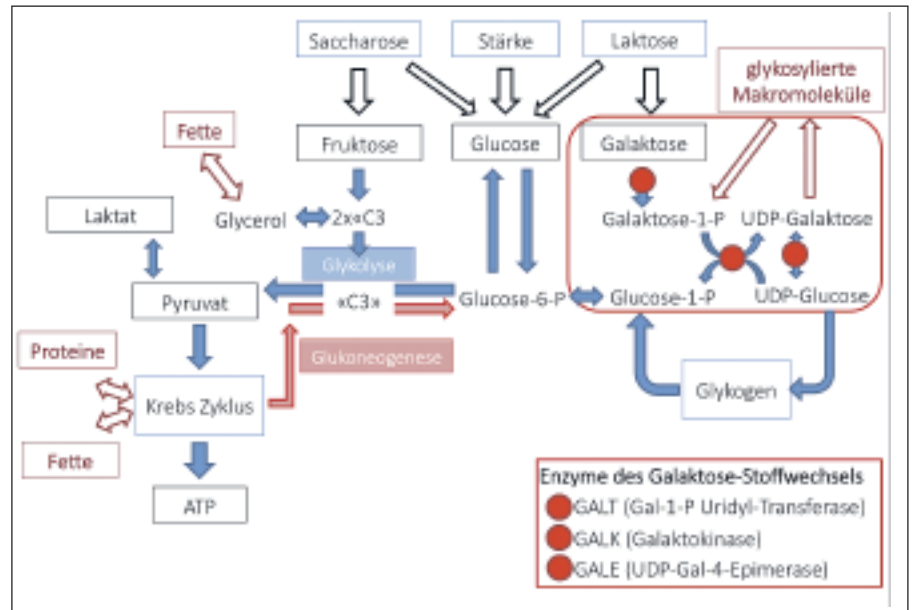 Saccharose
Stärke
Laktose
glykosylierte
Makromoleküle
Fette
Fruktose
Glucose
Galaktose
Laktat
Glycerol
2x«C3
Galaktose-1-P
UDP-Galaktose
Glykolyse
Pyruvat
«C3»
Glucose-6-P
Glucose-1-P
UDP-Glucose
Proteine
Glukoneogenese
Krebs Zyklus
Glykogen
Fette
ATP
Enzyme des Galaktose-Stoffwechsels
GALT (Gal-1-P Uridyl-Transferase)
GALK (Galaktokinase)
GALE (UDP-Gal-4-Epimerase)